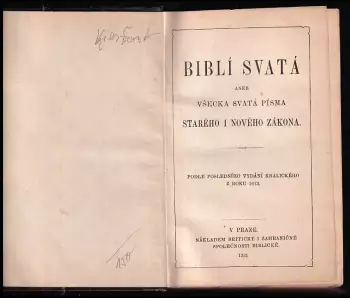 BIBLÍ SVATÁ
ANEB
VŠECKA SVATÁ PÍSMA
STARÉHO I NOVÉHO ZÁKONA.
PODLE POSLEDNÍHO VYDÁNÍ KRALICKÉHO
Z ROKU 1613.
V PRAZE.
NÁKLADEM BRITICKÉ I ZAHRANIČNÉ
SPOLEČNOSTI BIBLICKÉ.